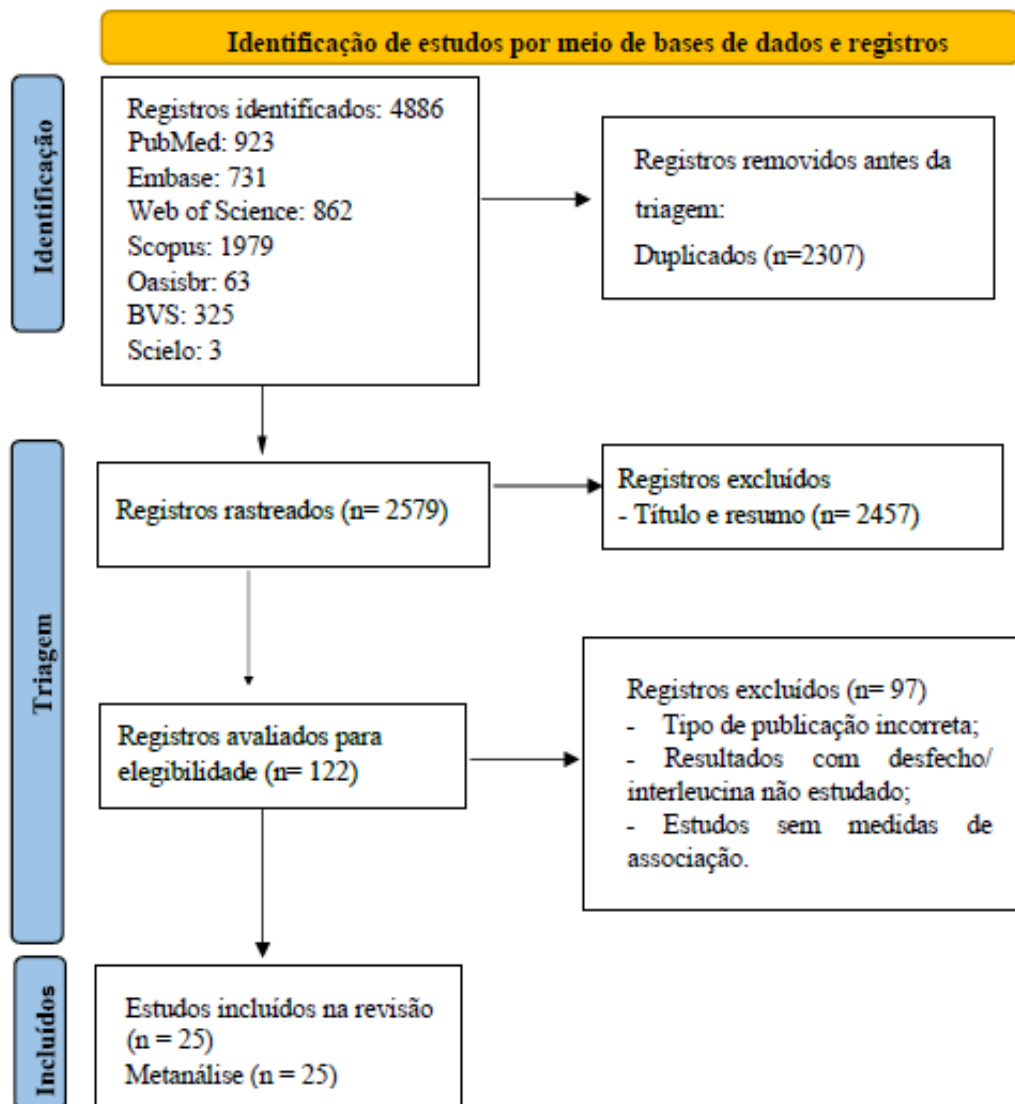 Identificação de estudos por meio de bases de dados e registros
Identificação
Registros identificados: 4886
PubMed: 923
Embase: 731
Web of Science: 862
Scopus: 1979
Oasisbr: 63
BVS: 325
Scielo: 3
Registros removidos antes da
triagem:
Duplicados (n=2307)
Triagem
Registros rastreados (n= 2579)
Registros excluídos
- Título e resumo (n= 2457)
Registros avaliados para
elegibilidade (n= 122)
Registros excluídos (n= 97)
- Tipo de publicação incorreta;
- Resultados com desfecho/
interleucina não estudado;
- Estudos sem medidas de
associação.
Incluídos
Estudos incluídos na revisão
(n = 25)
Metanálise (n = 25)